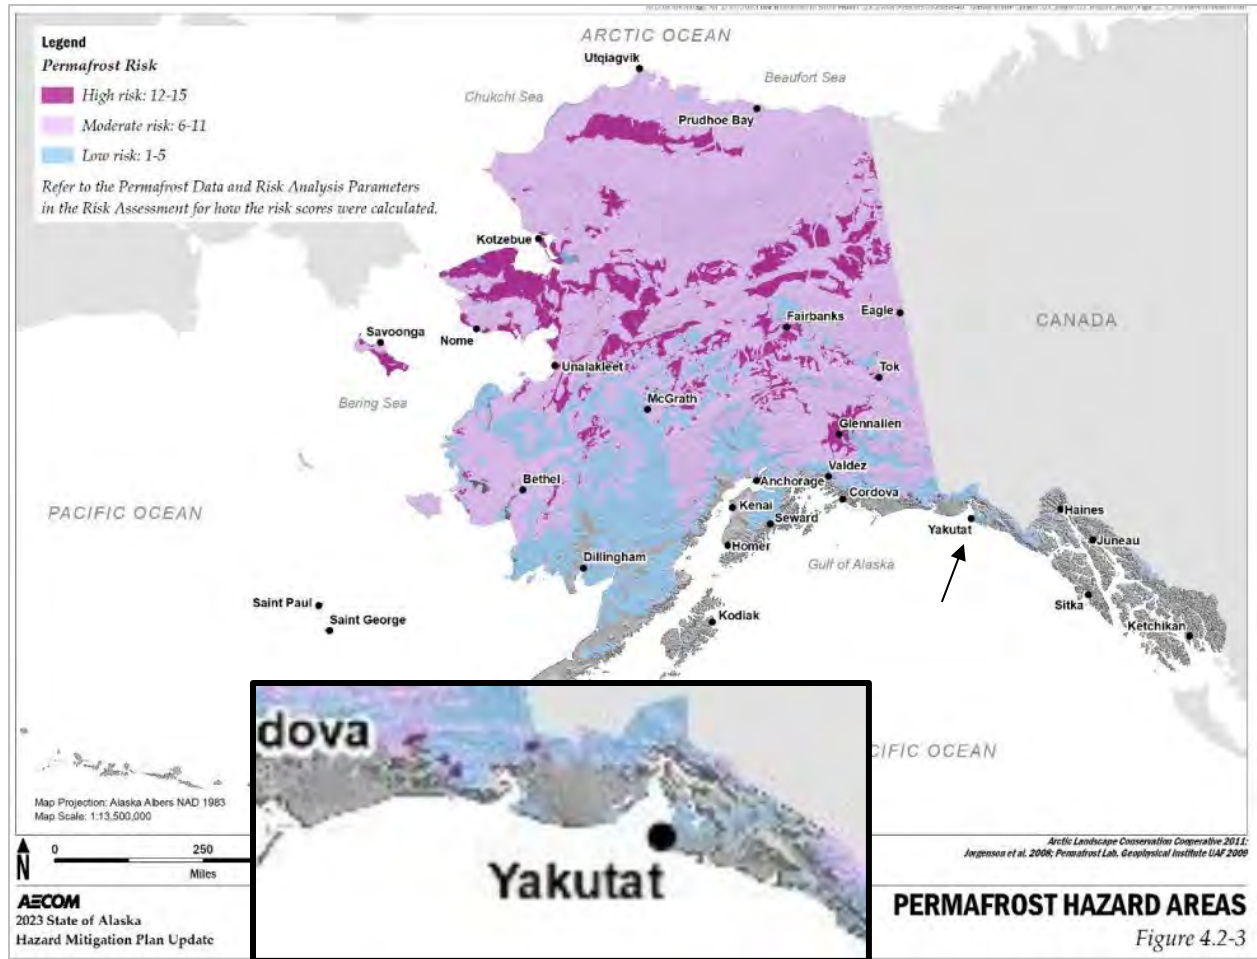 Legend
Permafrost Risk
High risk: 12-15
Moderate risk: 6-11
Low risk: 1-5
Refer to the Permafrost Data and Risk Analysis Parameters
in the Risk Assessment for how the risk scores were calculated.
ARCTIC OCEAN
Utqiagvik
Beaufort Sea
Chukchi Sea
Prudhoe Bay
Kotzebue
Savoonga
Nome
Fairbanks
Eagle
CANADA
Unalakleet
Tok
Bering Sea
McGrath
Glennallen
Bethel
Valdez
Anchorage
Cordova
PACIFIC OCEAN
Kenai
Seward
Haines
Yakutat
Homer
Juneau
Dillingham
Gulf of Alaska
Saint Paul
Saint George
Kodiak
Sitka
Ketchikan
dova
Yakutat
CIFIC OCEAN
Map Projection: Alaska Albers NAD 1983
Map Scale: 1:13,500,000
N
0 250
Miles
Arctic Landscape Conservation Cooperative 2011;
Jorgenson et al. 2008; Permafrost Lab, Geophysical Institute UAF 2009
AECOM
2023 State of Alaska
Hazard Mitigation Plan Update
PERMAFROST HAZARD AREAS
Figure 4.2-3